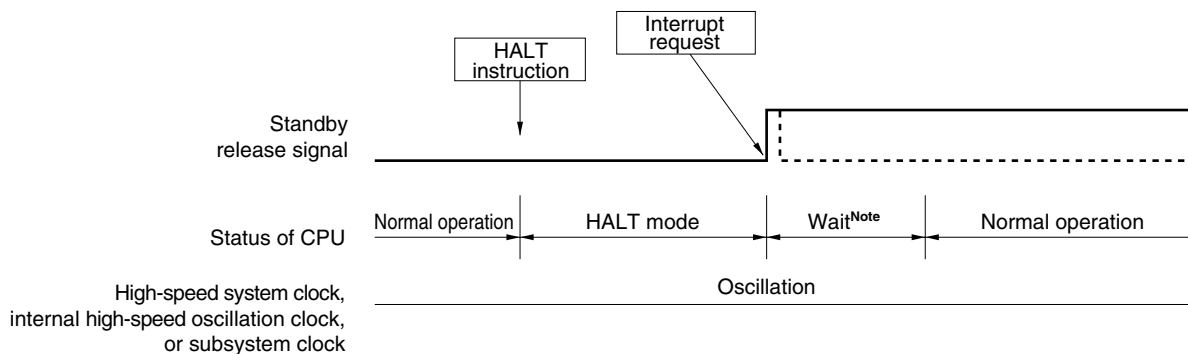 HALT
instruction
Interrupt
request
Standby
release signal
Status of CPU
Normal operation
HALT mode
WaitNote
Normal operation
High-speed system clock,
internal high-speed oscillation clock,
or subsystem clock
Oscillation